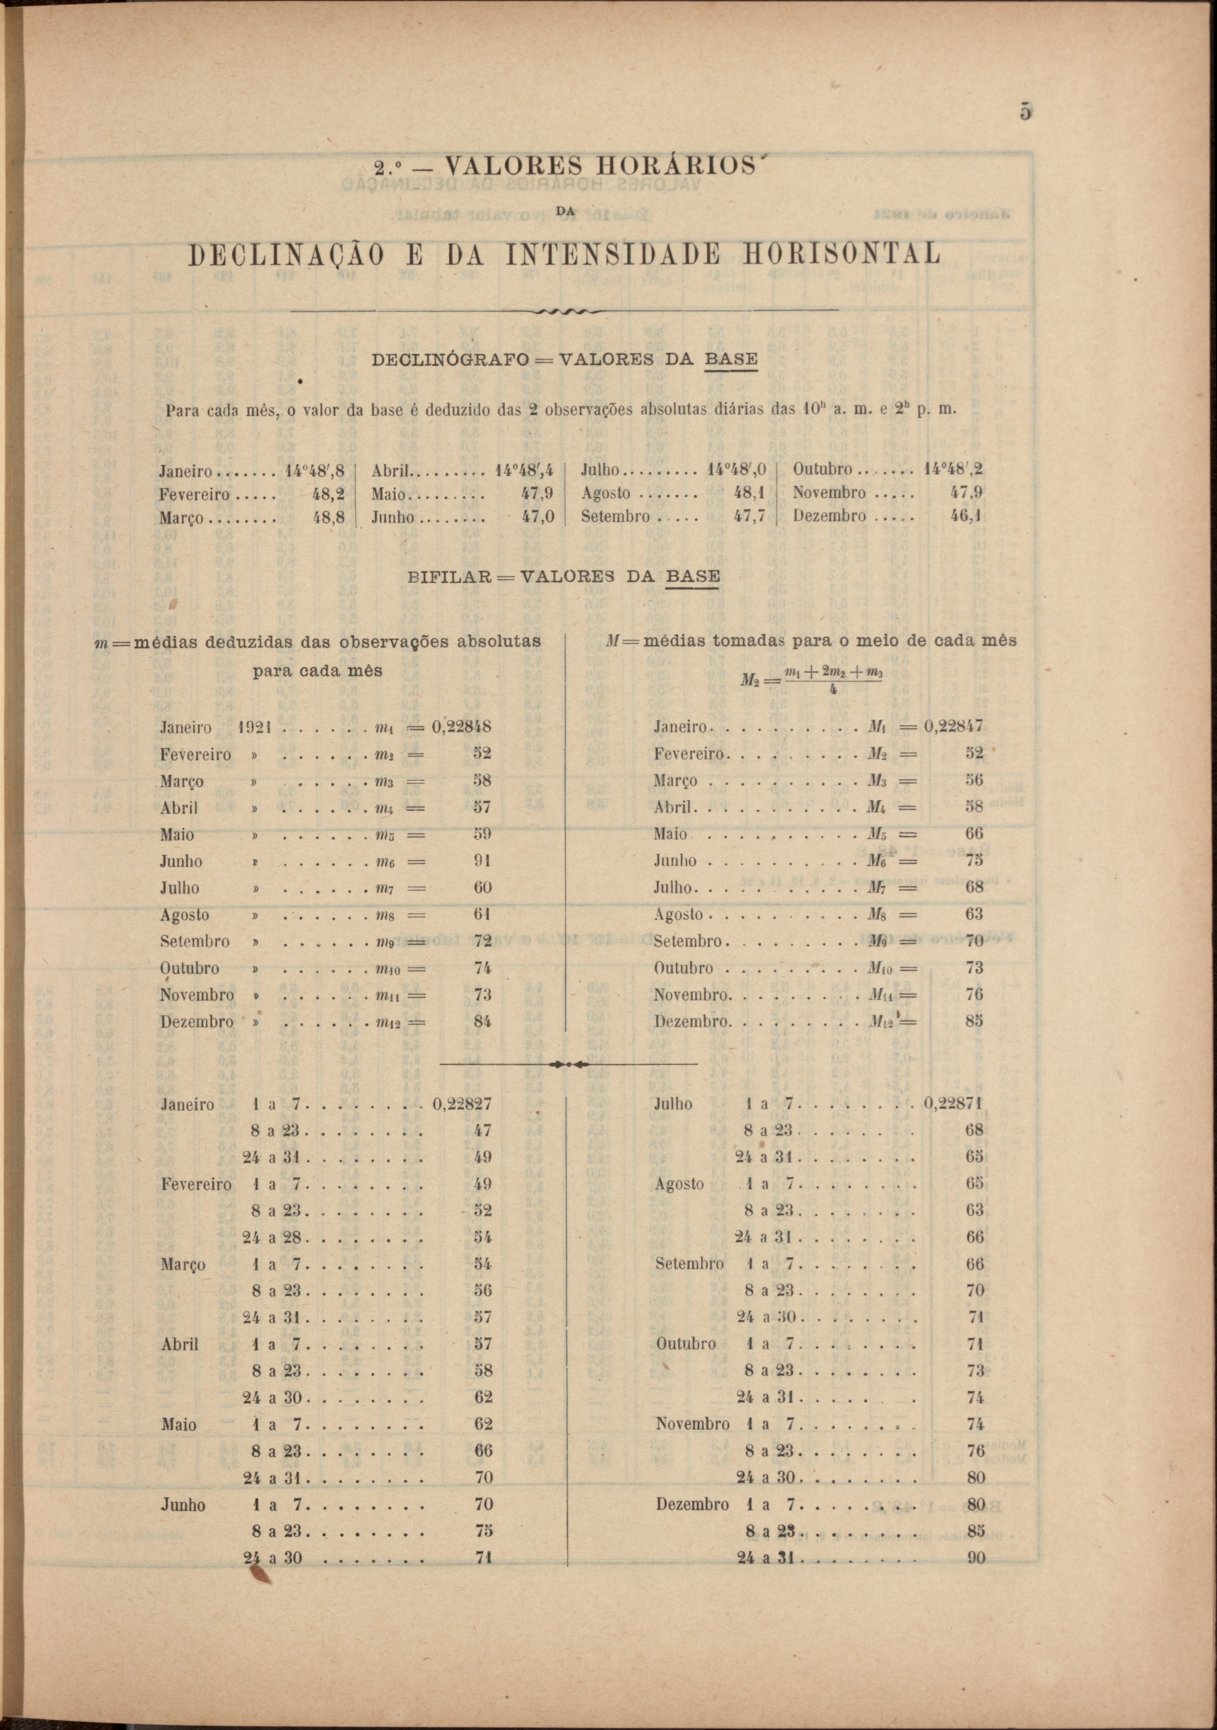 5
2.º — VALORES HORÁRIOS
DA
DECLINAÇÃO E DA INTENSIDADE HORISONTAL
DECLINÓGRAFO = VALORES DA BASE
Para cada mês, o valor da base é deduzido das 2 observações absolutas diárias das 10ʰ a. m. e 2ʰ p. m.
Janeiro....... 14º48′,8 | Abril......... 14º48′,4 | Julho......... 14º48′,0 | Outubro....... 14º48′,2
Fevereiro..... 48,2 | Maio......... 47,9 | Agosto....... 48,1 | Novembro..... 47,9
Março........ 48,8 | Junho........ 47,0 | Setembro..... 47,7 | Dezembro..... 46,1
BIFILAR = VALORES DA BASE
m = médias deduzidas das observações absolutas
para cada mês
Janeiro 1921 ...... m₁ = 0,22848
Fevereiro » ...... m₂ = 52
Março » ..... m₃ = 58
Abril » ...... m₄ = 57
Maio » ...... m₅ = 59
Junho » ...... m₆ = 91
Julho » ...... m₇ = 60
Agosto » ...... m₈ = 61
Setembro » ...... m₉ = 72
Outubro » ...... m₁₀ = 74
Novembro » ...... m₁₁ = 73
Dezembro » ...... m₁₂ = 84
M = médias tomadas para o meio de cada mês
M₂ = (m₁ + 2m₂ + m₃) / 4
Janeiro.......... M₁ = 0,22847
Fevereiro......... M₂ = 52
Março .......... M₃ = 56
Abril........... M₄ = 58
Maio ........... M₅ = 66
Junho .......... M₆ = 75
Julho........... M₇ = 68
Agosto.......... M₈ = 63
Setembro......... M₉ = 70
Outubro ......... M₁₀ = 73
Novembro......... M₁₁ = 76
Dezembro......... M₁₂ = 85
Janeiro 1 a 7........ 0,22827
8 a 23........ 47
24 a 31........ 49
Fevereiro 1 a 7........ 49
8 a 23........ 52
24 a 28........ 54
Março 1 a 7........ 54
8 a 23........ 56
24 a 31........ 57
Abril 1 a 7........ 57
8 a 23........ 58
24 a 30........ 62
Maio 1 a 7........ 62
8 a 23........ 66
24 a 31........ 70
Junho 1 a 7........ 70
8 a 23........ 75
24 a 30 ....... 71
Julho 1 a 7........ 0,22871
8 a 23........ 68
24 a 31........ 65
Agosto 1 a 7........ 65
8 a 23........ 63
24 a 31........ 66
Setembro 1 a 7........ 66
8 a 23........ 70
24 a 30........ 71
Outubro 1 a 7........ 71
8 a 23........ 73
24 a 31...... . 74
Novembro 1 a 7........ 74
8 a 23........ 76
24 a 30........ 80
Dezembro 1 a 7........ 80
8 a 23........ 85
24 a 31........ 90